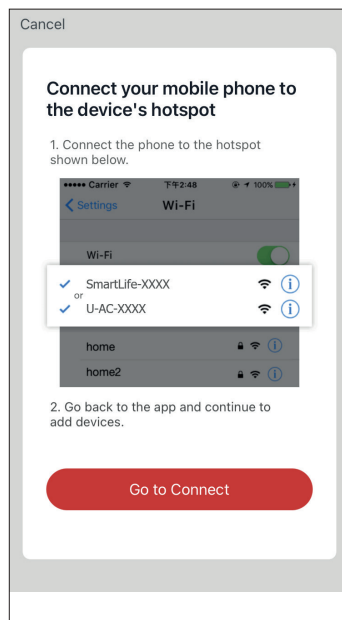 Cancel
Connect your mobile phone to
the device's hotspot
1. Connect the phone to the hotspot
shown below.
Carrier 下午2:48 100%
Settings Wi-Fi
Wi-Fi
SmartLife-XXXX
or
U-AC-XXXX
home
home2
2. Go back to the app and continue to
add devices.
Go to Connect